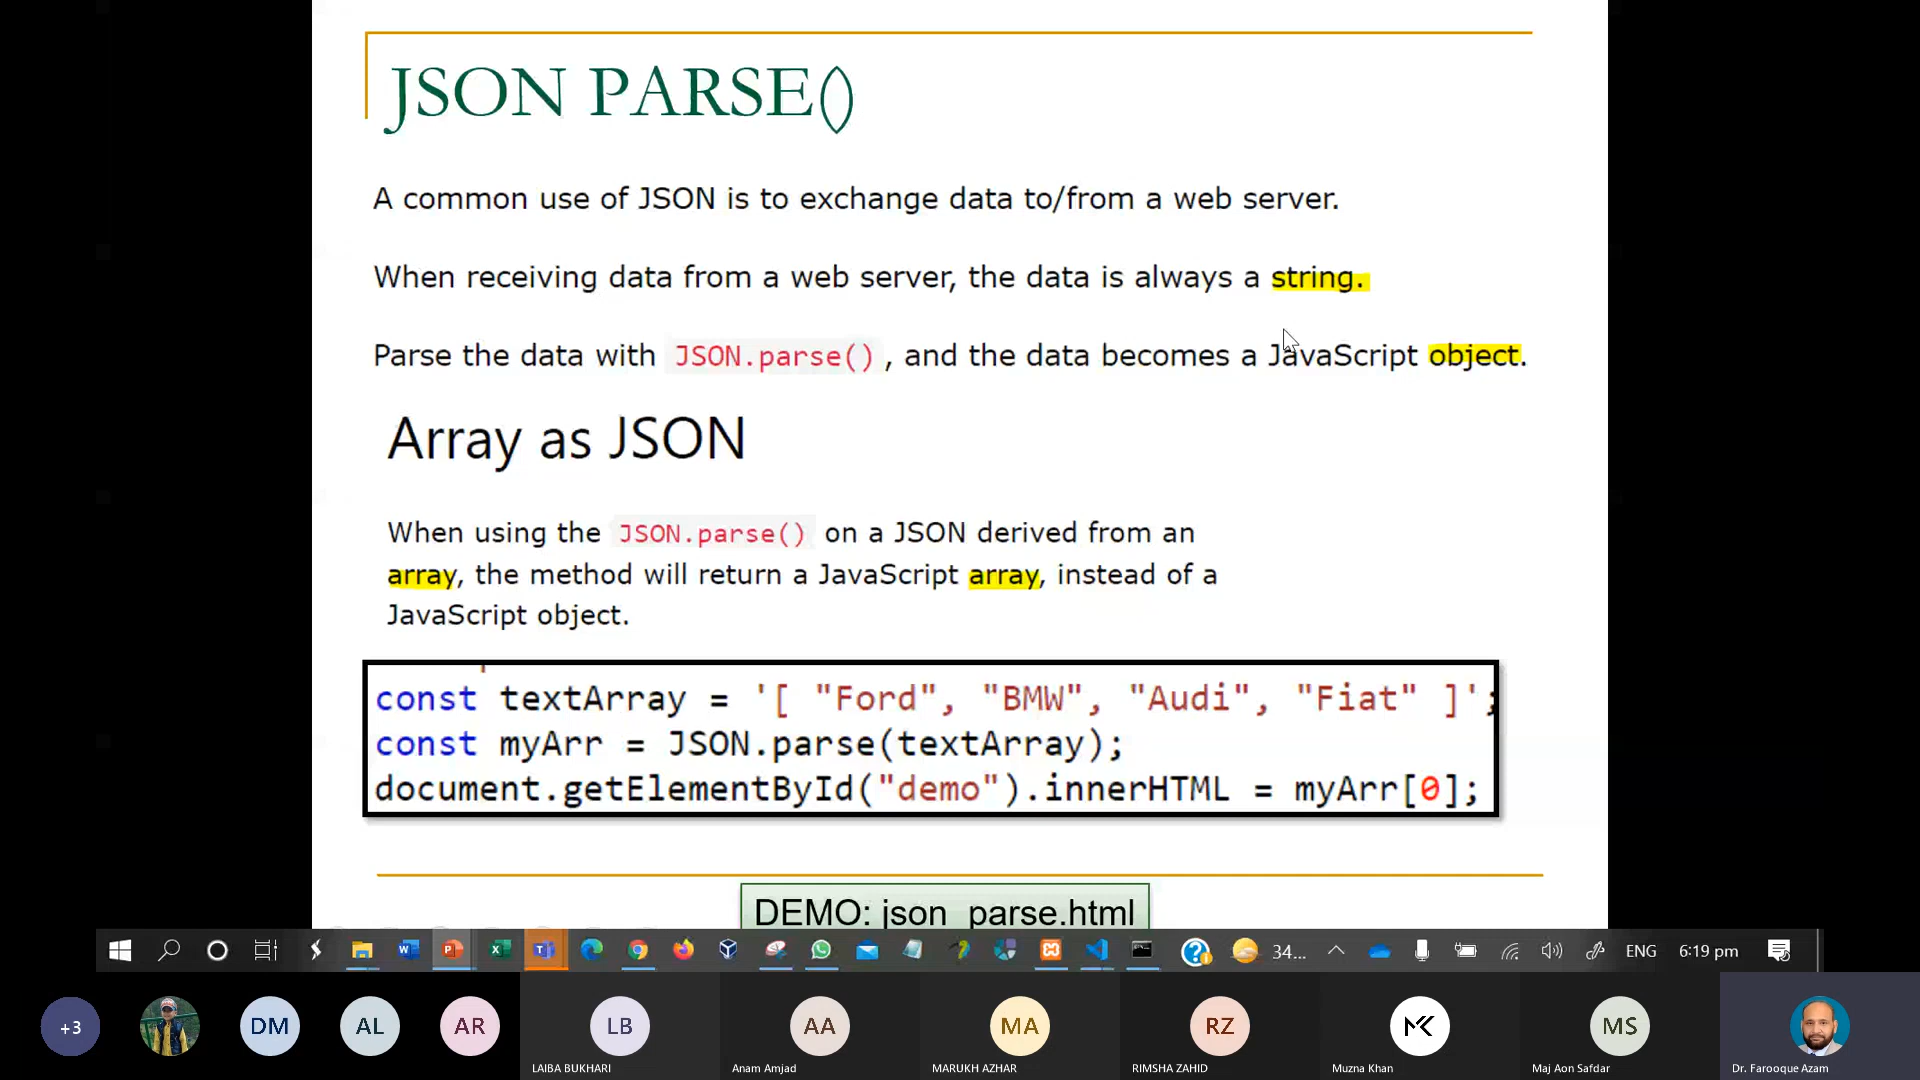 JSON PARSE()
A common use of JSON is to exchange data to/from a web server.
When receiving data from a web server, the data is always a string.
Parse the data with JSON.parse() , and the data becomes a JavaScript object.
Array as JSON
When using the JSON.parse() on a JSON derived from an
array, the method will return a JavaScript array, instead of a
JavaScript object.
const textArray = '[ "Ford", "BMW", "Audi", "Fiat" ]';
const myArr = JSON.parse(textArray);
document.getElementById("demo").innerHTML = myArr[0];
DEMO: json_parse.html
34... ENG 6:19 pm
+3 DM AL AR LB AA MA RZ MK MS
LAIBA BUKHARI Anam Amjad MARUKH AZHAR RIMSHA ZAHID Muzna Khan Maj Aon Safdar Dr. Farooque Azam